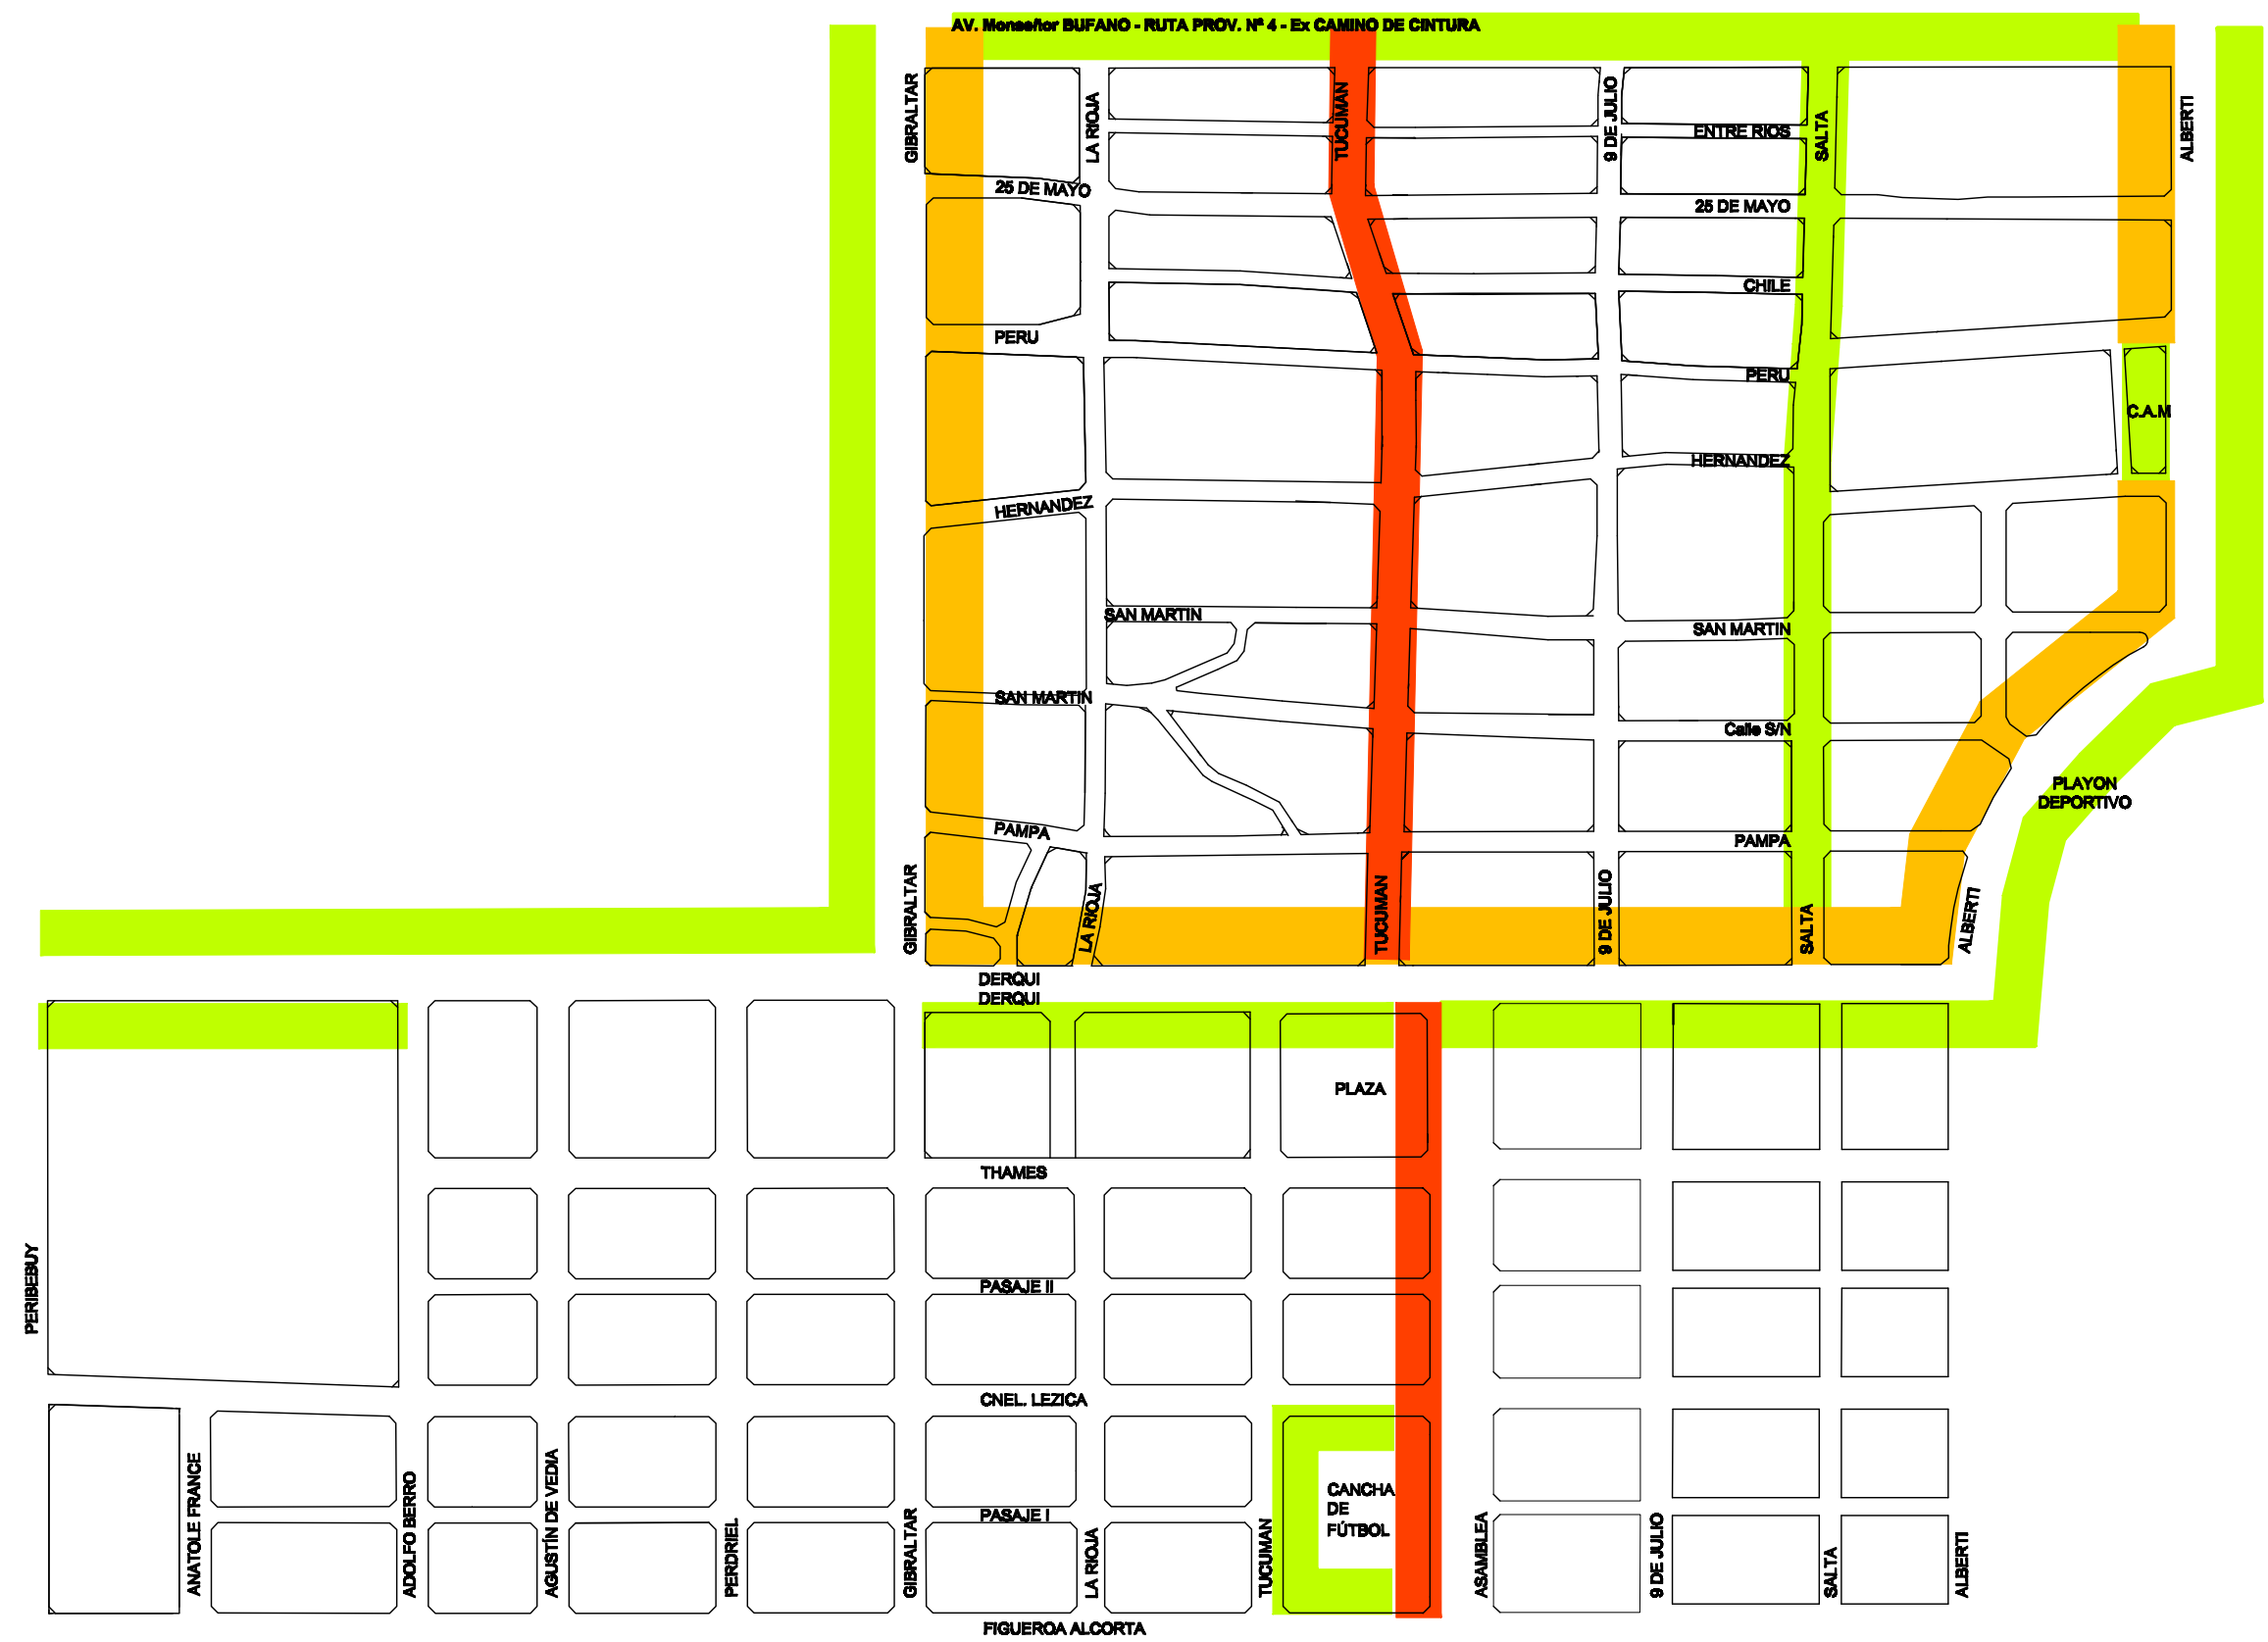 AV. Monseñor BUFANO - RUTA PROV. Nº 4 - Ex CAMINO DE CINTURA
GIBRALTAR
LA RIOJA
TUCUMAN
9 DE JULIO
ENTRE RIOS
SALTA
ALBERTI
25 DE MAYO
25 DE MAYO
CHILE
PERU
PERU
C.A.M
HERNANDEZ
HERNANDEZ
SAN MARTIN
SAN MARTIN
SAN MARTIN
Calle S/N
PLAYON
DEPORTIVO
PAMPA
PAMPA
GIBRALTAR
LA RIOJA
TUCUMAN
9 DE JULIO
SALTA
ALBERTI
DERQUI
DERQUI
PLAZA
THAMES
PERIBEBUY
PASAJE II
CNEL. LEZICA
CANCHA
DE
FÚTBOL
PASAJE I
ANATOLE FRANCE
ADOLFO BERRO
AGUSTÍN DE VEDIA
PERDRIEL
GIBRALTAR
LA RIOJA
TUCUMAN
ASAMBLEA
9 DE JULIO
SALTA
ALBERTI
FIGUEROA ALCORTA